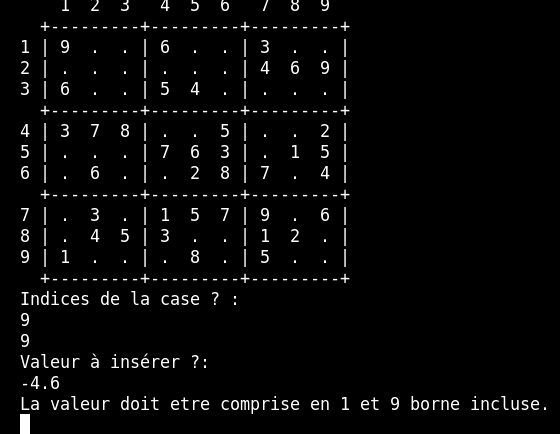 1 2 3 4 5 6 7 8 9
+---------+---------+---------+
1 | 9 . . | 6 . . | 3 . . |
2 | . . . | . . . | 4 6 9 |
3 | 6 . . | 5 4 . | . . . |
+---------+---------+---------+
4 | 3 7 8 | . . 5 | . . 2 |
5 | . . . | 7 6 3 | . 1 5 |
6 | . 6 . | . 2 8 | 7 . 4 |
+---------+---------+---------+
7 | . 3 . | 1 5 7 | 9 . 6 |
8 | . 4 5 | 3 . . | 1 2 . |
9 | 1 . . | . 8 . | 5 . . |
+---------+---------+---------+
Indices de la case ? :
9
9
Valeur à insérer ?:
-4.6
La valeur doit etre comprise en 1 et 9 borne incluse.